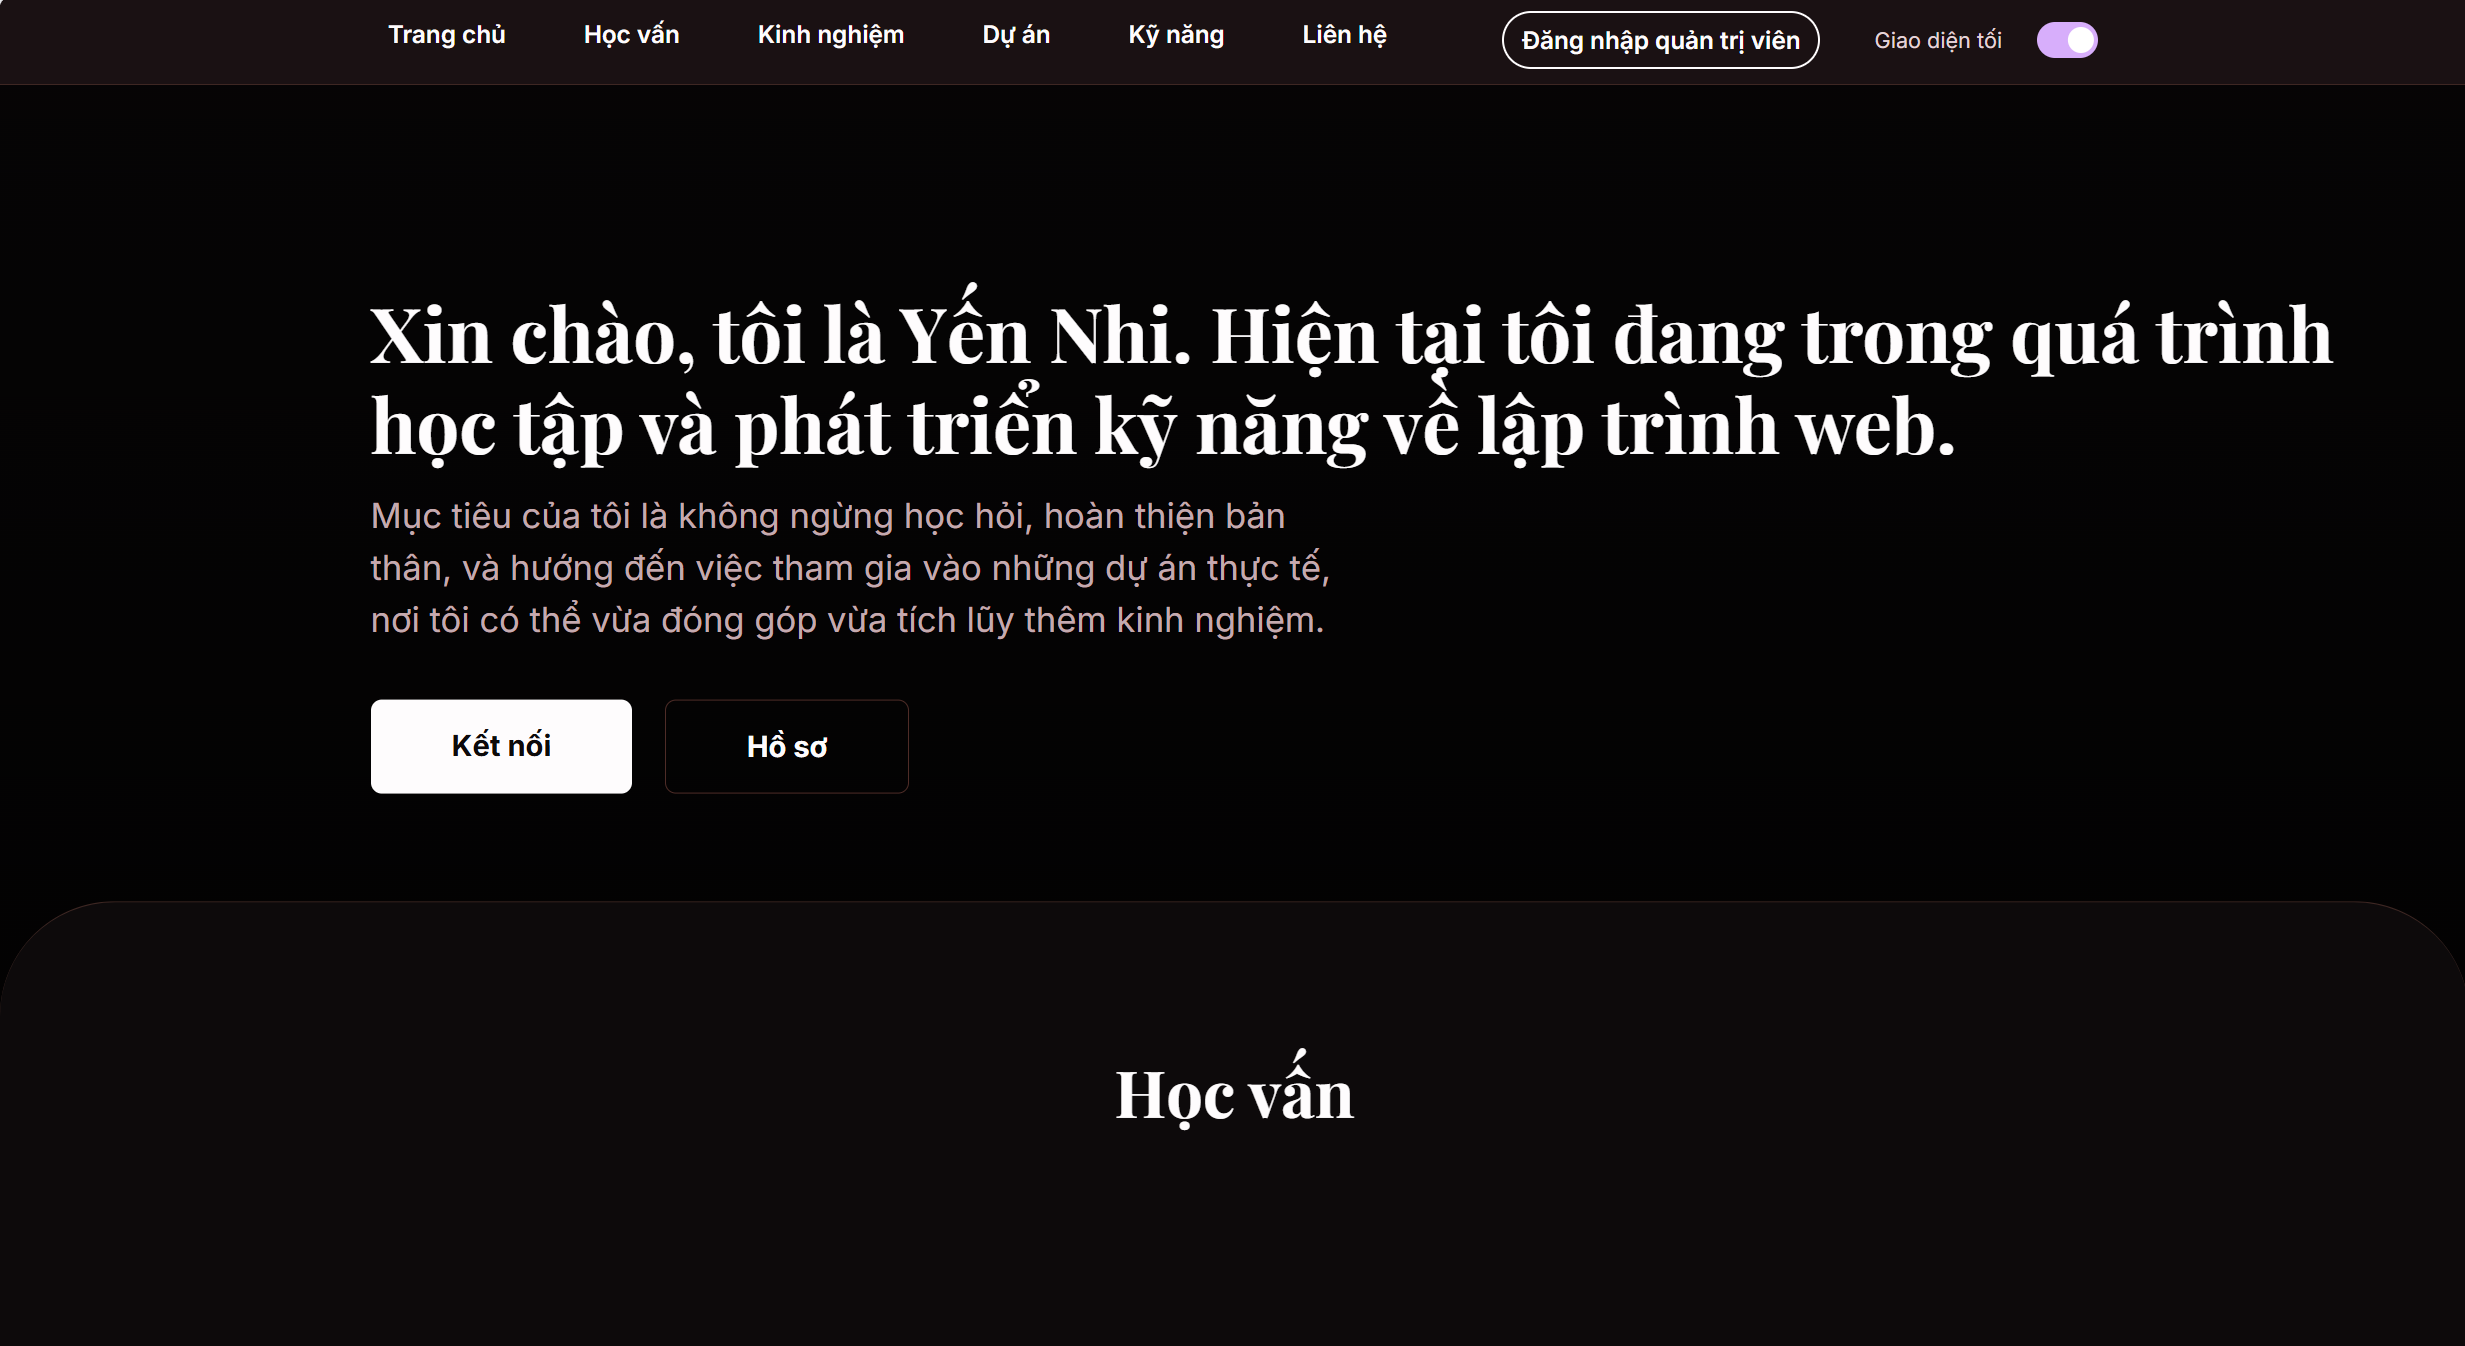 Trang chủ Học vấn Kinh nghiệm Dự án Kỹ năng Liên hệ Đăng nhập quản trị viên Giao diện tối
Xin chào, tôi là Yến Nhi. Hiện tại tôi đang trong quá trình
học tập và phát triển kỹ năng về lập trình web.
Mục tiêu của tôi là không ngừng học hỏi, hoàn thiện bản
thân, và hướng đến việc tham gia vào những dự án thực tế,
nơi tôi có thể vừa đóng góp vừa tích lũy thêm kinh nghiệm.
Kết nối Hồ sơ
Học vấn